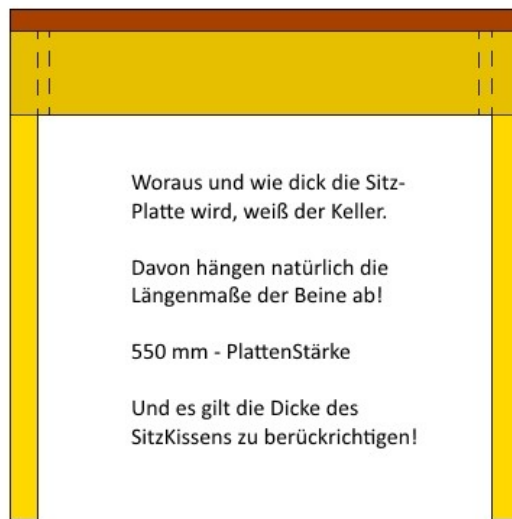 Woraus und wie dick die Sitz-
Platte wird, weiß der Keller.
Davon hängen natürlich die
Längenmaße der Beine ab!
550 mm - PlattenStärke
Und es gilt die Dicke des
SitzKissens zu berückrichtigen!